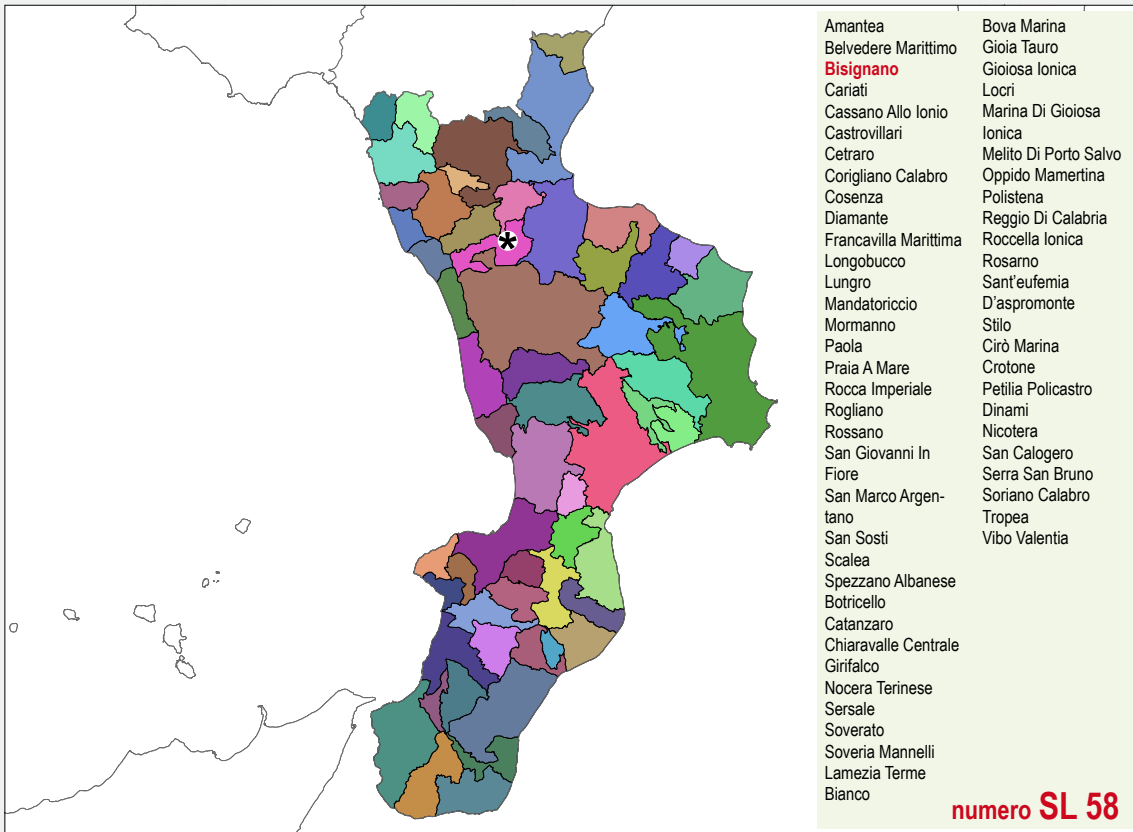 Amantea
Belvedere Marittimo
Bisignano
Cariati
Cassano Allo Ionio
Castrovillari
Cetraro
Corigliano Calabro
Cosenza
Diamante
Francavilla Marittima
Longobucco
Lungro
Mandatoriccio
Mormanno
Paola
Praia A Mare
Rocca Imperiale
Rogliano
Rossano
San Giovanni In
Fiore
San Marco Argen-
tano
San Sosti
Scalea
Spezzano Albanese
Botricello
Catanzaro
Chiaravalle Centrale
Girifalco
Nocera Terinese
Sersale
Soverato
Soveria Mannelli
Lamezia Terme
Bianco
Bova Marina
Gioia Tauro
Gioiosa Ionica
Locri
Marina Di Gioiosa
Ionica
Melito Di Porto Salvo
Oppido Mamertina
Polistena
Reggio Di Calabria
Roccella Ionica
Rosarno
Sant'eufemia
D'aspromonte
Stilo
Cirò Marina
Crotone
Petilia Policastro
Dinami
Nicotera
San Calogero
Serra San Bruno
Soriano Calabro
Tropea
Vibo Valentia
numero SL 58